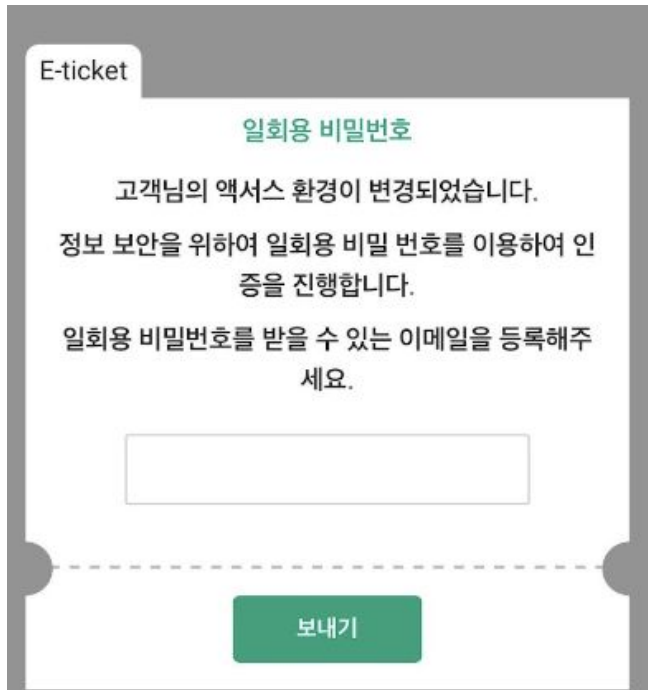 E-ticket
일회용 비밀번호
고객님의 액서스 환경이 변경되었습니다.
정보 보안을 위하여 일회용 비밀 번호를 이용하여 인
증을 진행합니다.
일회용 비밀번호를 받을 수 있는 이메일을 등록해주
세요.
보내기